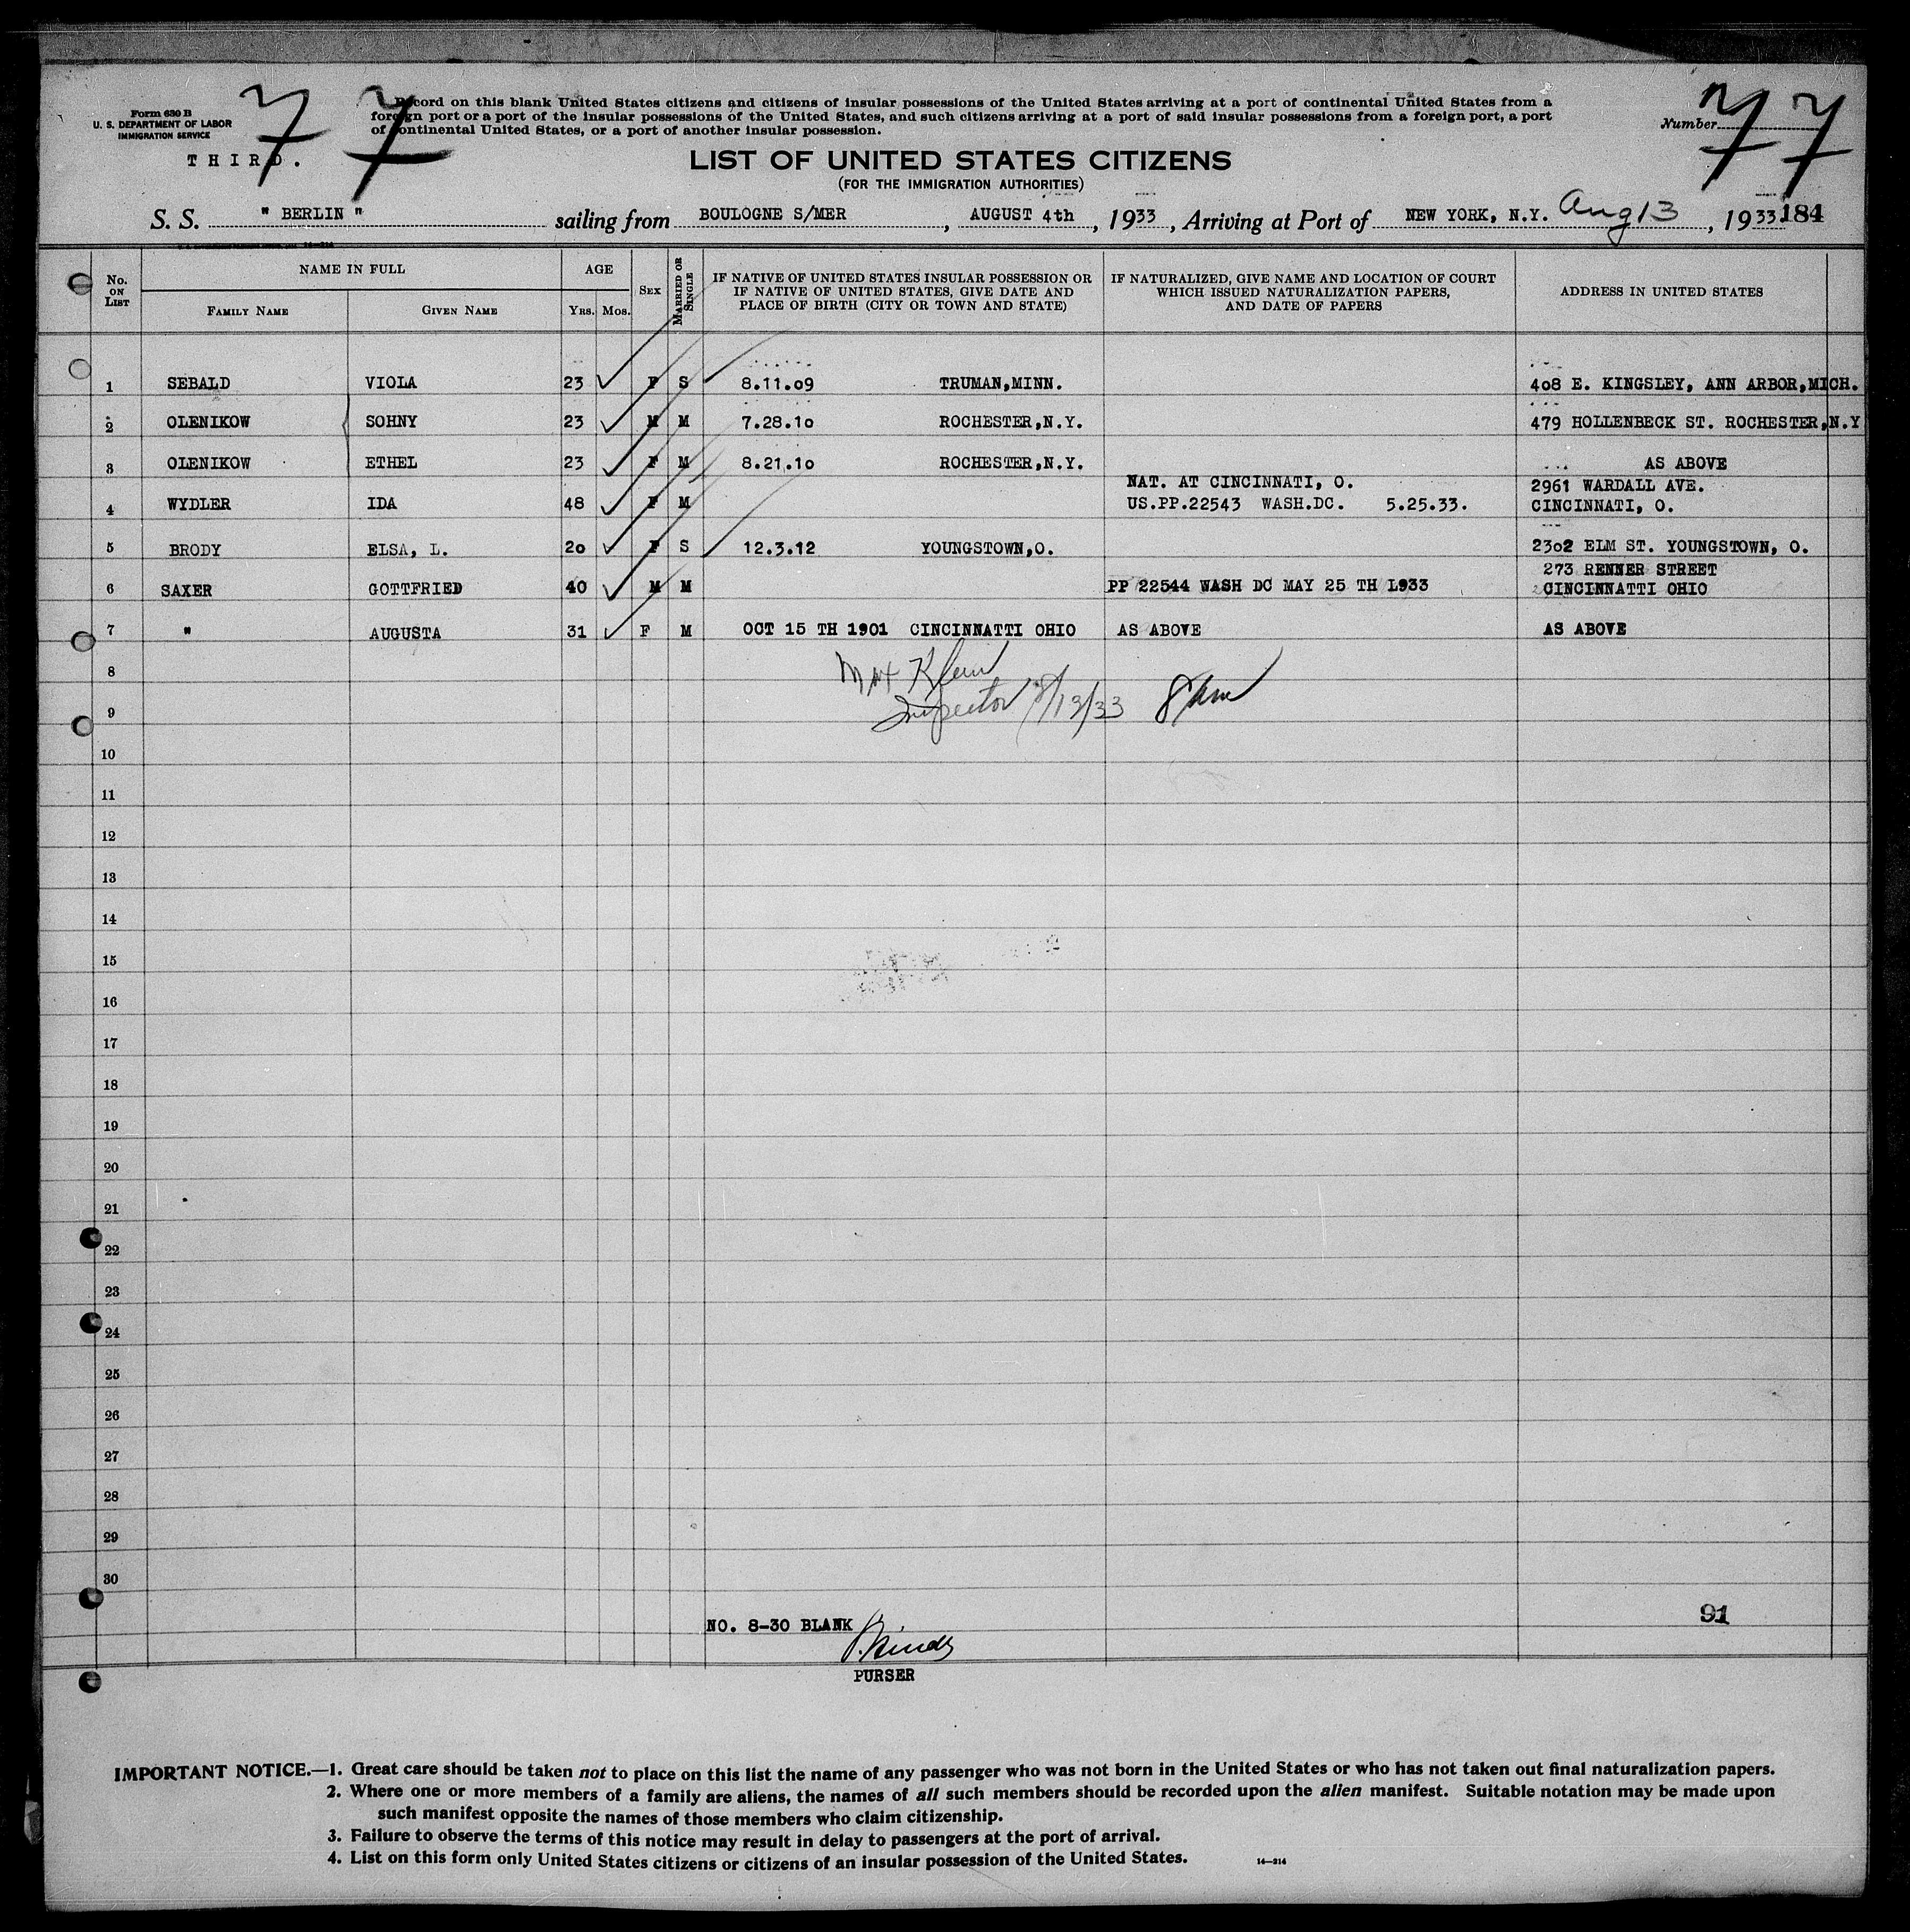 Form 630 B
U. S. DEPARTMENT OF LABOR
IMMIGRATION SERVICE
THIRD.
77
Record on this blank United States citizens and citizens of insular possessions of the United States arriving at a port of continental United States from a
foreign port or a port of the insular possessions of the United States, and such citizens arriving at a port of said insular possessions from a foreign port, a port
of continental United States, or a port of another insular possession.
Number 77
LIST OF UNITED STATES CITIZENS
(FOR THE IMMIGRATION AUTHORITIES)
S. S. " BERLIN " sailing from BOULOGNE S/MER , AUGUST 4th , 1933 , Arriving at Port of NEW YORK, N.Y. Aug 13 , 1933 184
No. ON LIST NAME IN FULL AGE SEX MARRIED OR SINGLE IF NATIVE OF UNITED STATES INSULAR POSSESSION OR IF NATIVE OF UNITED STATES, GIVE DATE AND PLACE OF BIRTH (CITY OR TOWN AND STATE) IF NATURALIZED, GIVE NAME AND LOCATION OF COURT WHICH ISSUED NATURALIZATION PAPERS, AND DATE OF PAPERS ADDRESS IN UNITED STATES
FAMILY NAME GIVEN NAME YRS. MOS.
1 SEBALD VIOLA 23 F S 8.11.09 TRUMAN,MINN. 408 E. KINGSLEY, ANN ARBOR,MICH.
2 OLENIKOW SOHNY 23 M M 7.28.10 ROCHESTER,N.Y. 479 HOLLENBECK ST. ROCHESTER,N.Y
3 OLENIKOW ETHEL 23 F M 8.21.10 ROCHESTER,N.Y. AS ABOVE
NAT. AT CINCINNATI, O. 2961 WARDALL AVE.
4 WYDLER IDA 48 F M US.PP.22543 WASH.DC. 5.25.33. CINCINNATI, O.
5 BRODY ELSA, L. 20 F S 12.3.12 YOUNGSTOWN,O. 2302 ELM ST. YOUNGSTOWN, O.
273 RENNER STREET
6 SAXER GOTTFRIED 40 M M PP 22544 WASH DC MAY 25 TH L933 CINCINNATTI OHIO
7 " AUGUSTA 31 F M OCT 15 TH 1901 CINCINNATTI OHIO AS ABOVE AS ABOVE
8 Max Klein
9 Inspector 8/13/33 8 am
10
11
12
13
14
15
16
17
18
19
20
21
22
23
24
25
26
27
28
29
30
91
NO. 8-30 BLANK
PURSER
IMPORTANT NOTICE.—1. Great care should be taken not to place on this list the name of any passenger who was not born in the United States or who has not taken out final naturalization papers.
2. Where one or more members of a family are aliens, the names of all such members should be recorded upon the alien manifest. Suitable notation may be made upon
such manifest opposite the names of those members who claim citizenship.
3. Failure to observe the terms of this notice may result in delay to passengers at the port of arrival.
4. List on this form only United States citizens or citizens of an insular possession of the United States. 14—214